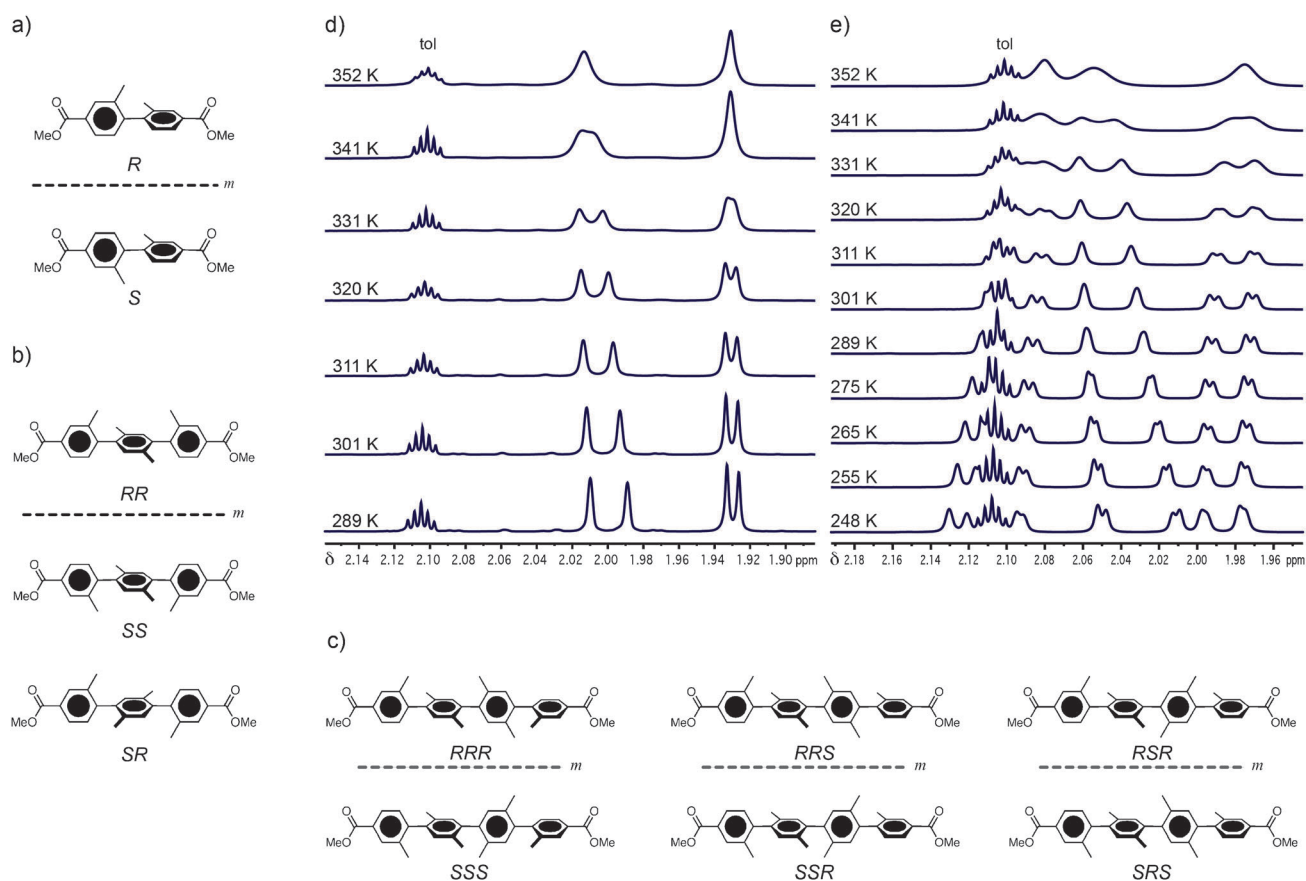 a)
O
O
MeO
OMe
R
m
O
O
MeO
OMe
S
b)
O
O
MeO
OMe
RR
m
O
O
MeO
OMe
SS
O
O
MeO
OMe
SR
d)
tol
352 K
341 K
331 K
320 K
311 K
301 K
289 K
δ 2.14 2.12 2.10 2.08 2.06 2.04 2.02 2.00 1.98 1.96 1.94 1.92 1.90 ppm
e)
tol
352 K
341 K
331 K
320 K
311 K
301 K
289 K
275 K
265 K
255 K
248 K
δ 2.18 2.16 2.14 2.12 2.10 2.08 2.06 2.04 2.02 2.00 1.98 1.96 ppm
c)
O
O
MeO
OMe
RRR
m
O
O
MeO
OMe
SSS
O
O
MeO
OMe
RRS
m
O
O
MeO
OMe
SSR
O
O
MeO
OMe
RSR
m
O
O
MeO
OMe
SRS